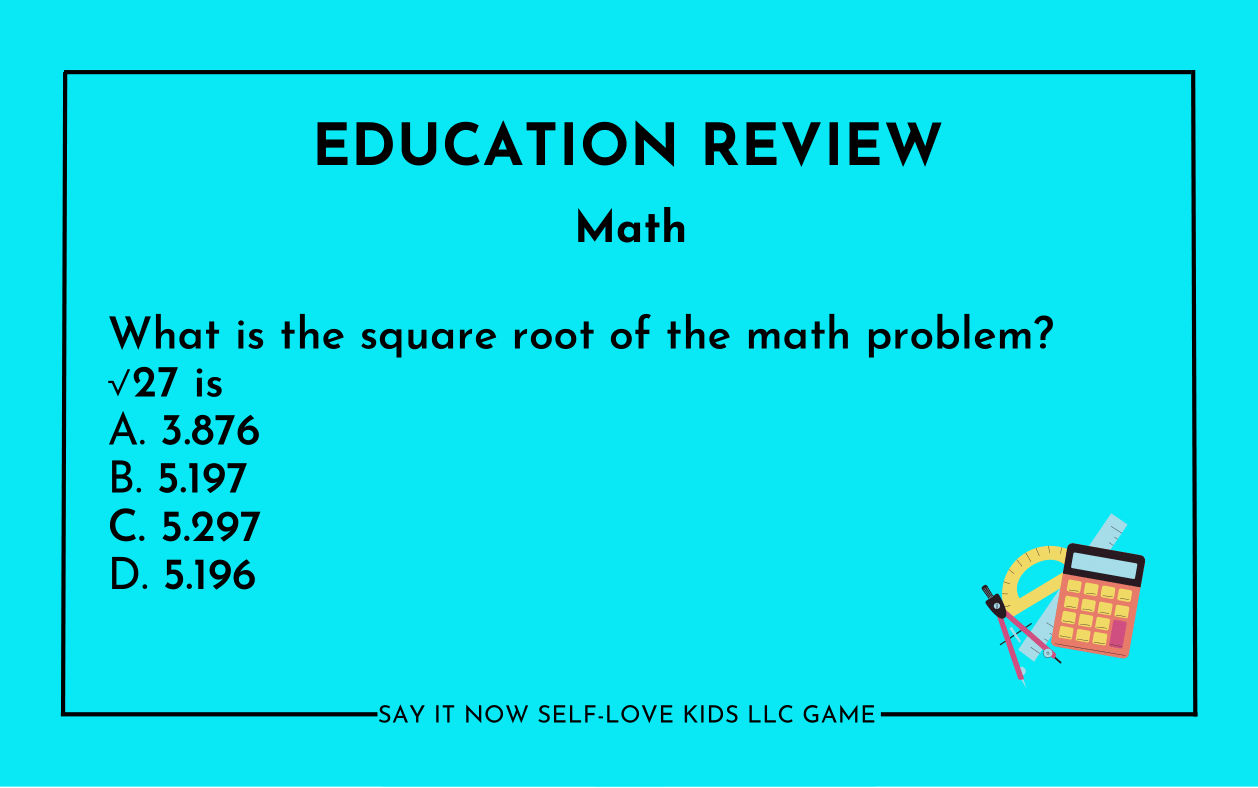 EDUCATION REVIEW
Math
What is the square root of the math problem?
√27 is
A. 3.876
B. 5.197
C. 5.297
D. 5.196
SAY IT NOW SELF-LOVE KIDS LLC GAME